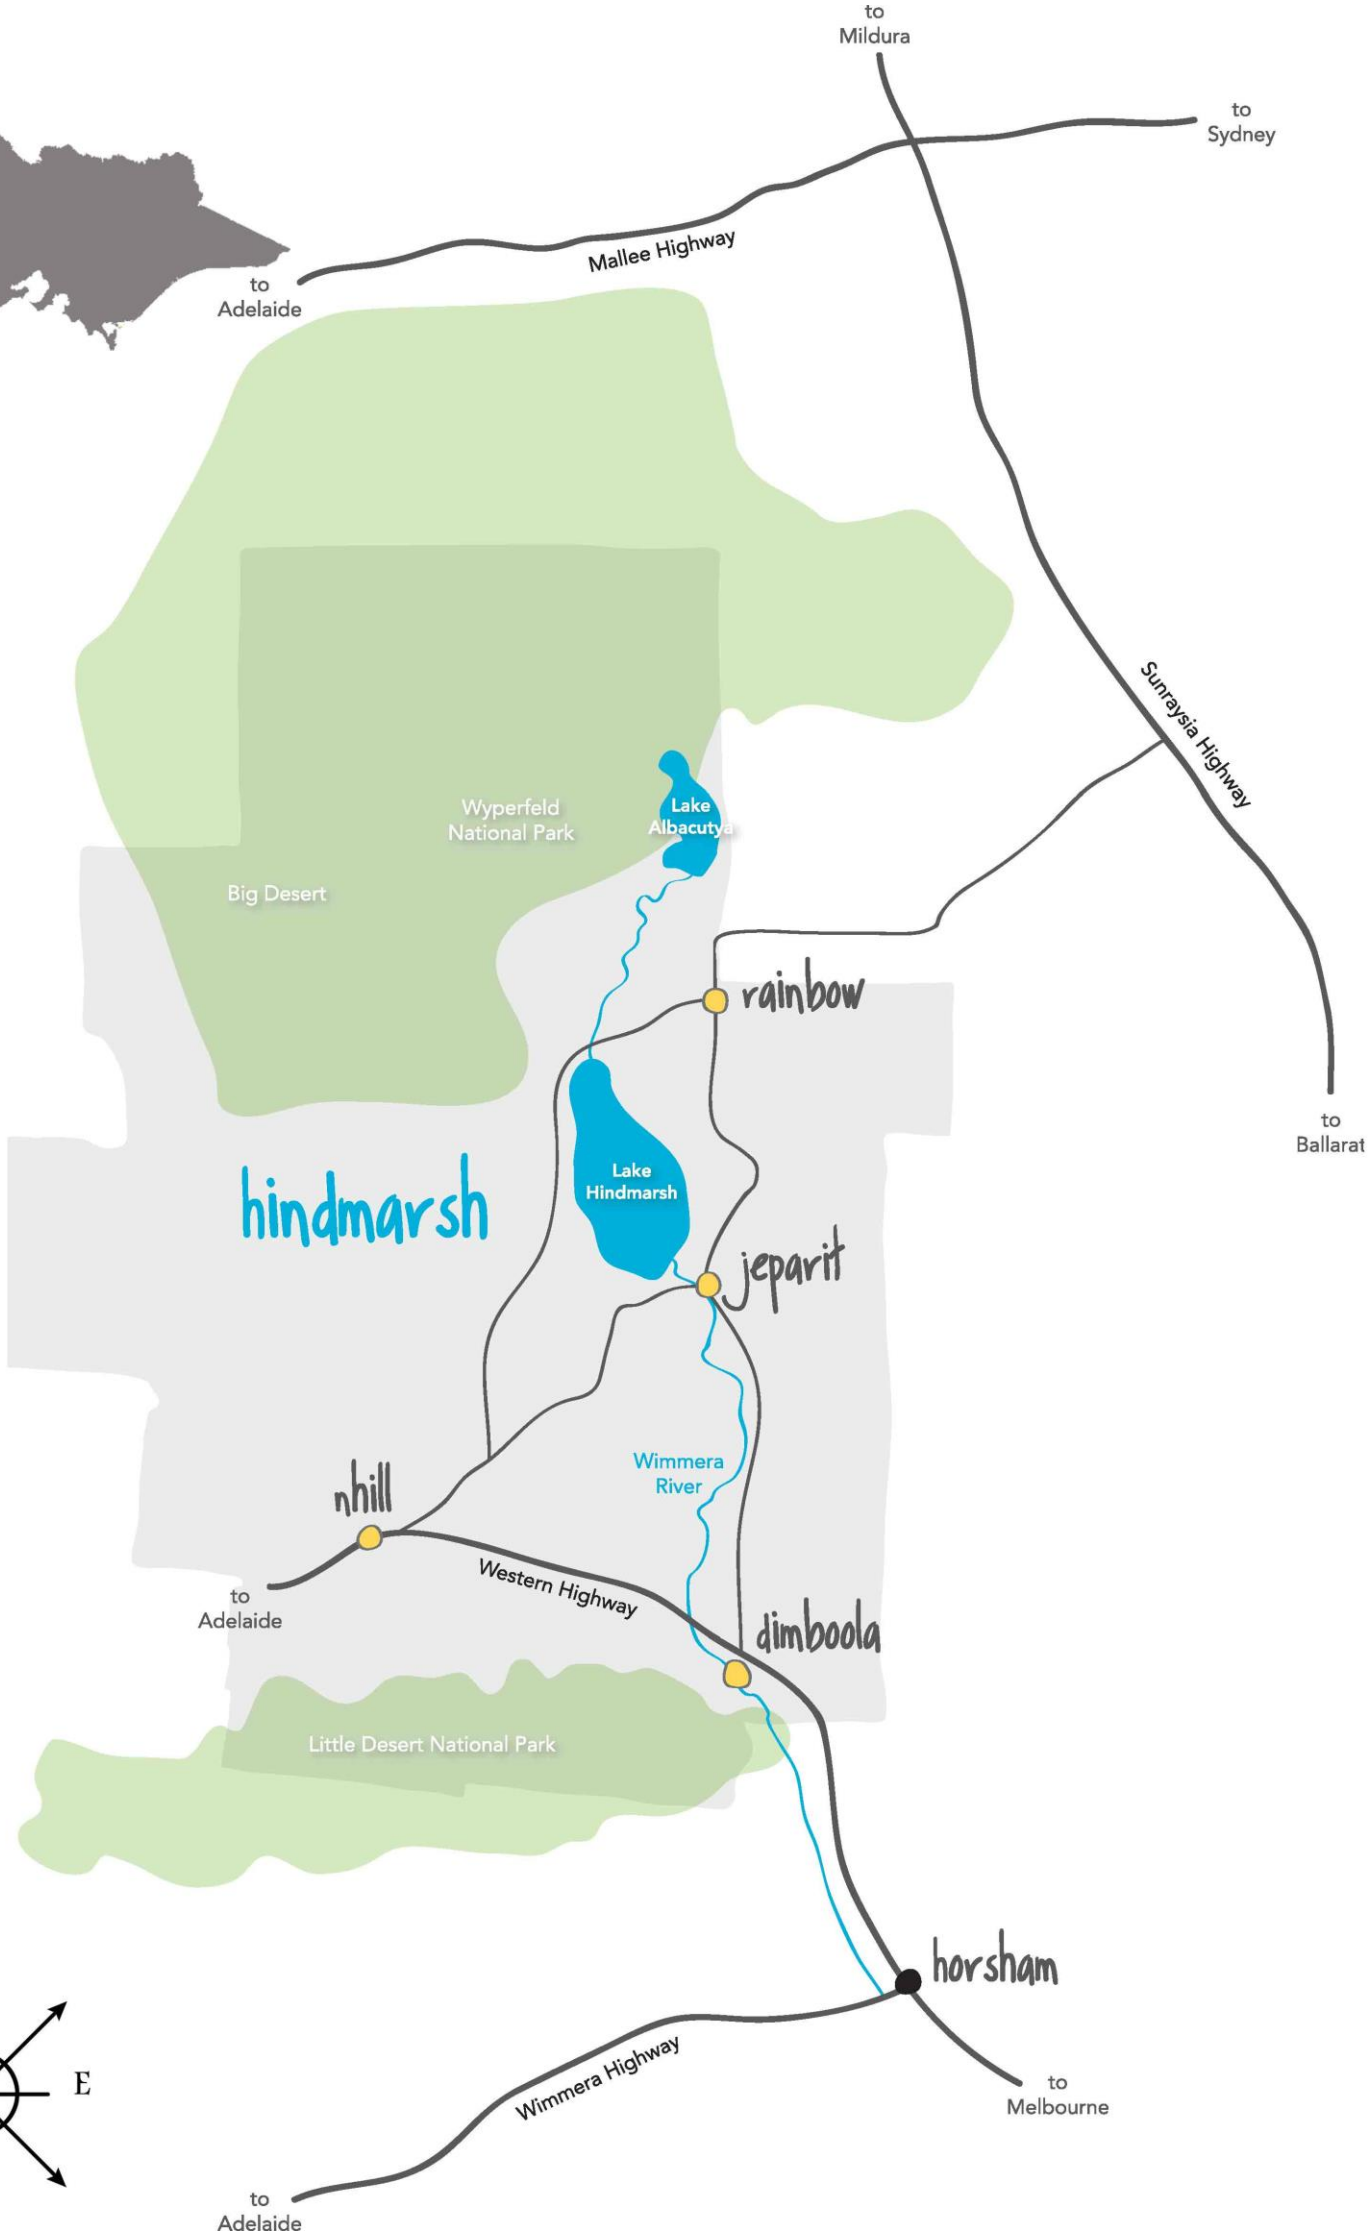 to
Mildura
to
Sydney
Mallee Highway
to
Adelaide
Sunraysia Highway
Wyperfeld
National Park
Lake
Albacutya
Big Desert
rainbow
to
Ballarat
Lake
Hindmarsh
hindmarsh
jeparit
Wimmera
River
nhill
Western Highway
to
Adelaide
dimboola
Little Desert National Park
horsham
Wimmera Highway
E
to
Melbourne
to
Adelaide